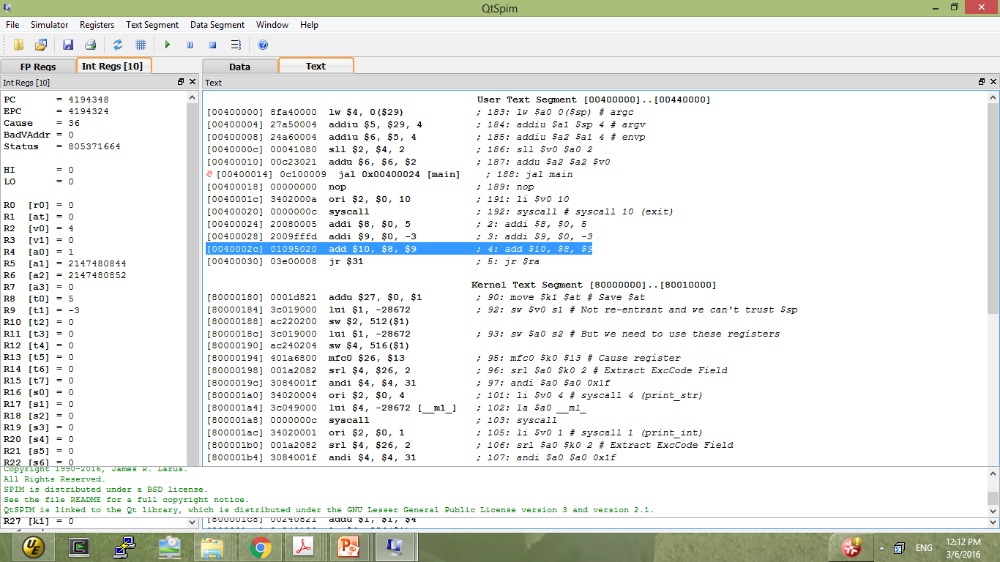 QtSpim
File Simulator Registers Text Segment Data Segment Window Help
FP Regs Int Regs [10] Data Text
Int Regs [10]
PC = 4194348
EPC = 4194324
Cause = 36
BadVAddr = 0
Status = 805371664
HI = 0
LO = 0
R0 [r0] = 0
R1 [at] = 0
R2 [v0] = 4
R3 [v1] = 0
R4 [a0] = 1
R5 [a1] = 2147480844
R6 [a2] = 2147480852
R7 [a3] = 0
R8 [t0] = 5
R9 [t1] = -3
R10 [t2] = 0
R11 [t3] = 0
R12 [t4] = 0
R13 [t5] = 0
R14 [t6] = 0
R15 [t7] = 0
R16 [s0] = 0
R17 [s1] = 0
R18 [s2] = 0
R19 [s3] = 0
R20 [s4] = 0
R21 [s5] = 0
R22 [s6] = 0
Text
User Text Segment [00400000]..[00440000]
[00400000] 8fa40000 lw $4, 0($29) ; 183: lw $a0 0($sp) # argc
[00400004] 27a50004 addiu $5, $29, 4 ; 184: addiu $a1 $sp 4 # argv
[00400008] 24a60004 addiu $6, $5, 4 ; 185: addiu $a2 $a1 4 # envp
[0040000c] 00041080 sll $2, $4, 2 ; 186: sll $v0 $a0 2
[00400010] 00c23021 addu $6, $6, $2 ; 187: addu $a2 $a2 $v0
[00400014] 0c100009 jal 0x00400024 [main] ; 188: jal main
[00400018] 00000000 nop ; 189: nop
[0040001c] 3402000a ori $2, $0, 10 ; 191: li $v0 10
[00400020] 0000000c syscall ; 192: syscall # syscall 10 (exit)
[00400024] 20080005 addi $8, $0, 5 ; 2: addi $8, $0, 5
[00400028] 2009fffd addi $9, $0, -3 ; 3: addi $9, $0, -3
[0040002c] 01095020 add $10, $8, $9 ; 4: add $10, $8, $9
[00400030] 03e00008 jr $31 ; 5: jr $ra
Kernel Text Segment [80000000]..[80010000]
[80000180] 0001d821 addu $27, $0, $1 ; 90: move $k1 $at # Save $at
[80000184] 3c019000 lui $1, -28672 ; 92: sw $v0 s1 # Not re-entrant and we can't trust $sp
[80000188] ac220200 sw $2, 512($1)
[8000018c] 3c019000 lui $1, -28672 ; 93: sw $a0 s2 # But we need to use these registers
[80000190] ac240204 sw $4, 516($1)
[80000194] 401a6800 mfc0 $26, $13 ; 95: mfc0 $k0 $13 # Cause register
[80000198] 001a2082 srl $4, $26, 2 ; 96: srl $a0 $k0 2 # Extract ExcCode Field
[8000019c] 3084001f andi $4, $4, 31 ; 97: andi $a0 $a0 0x1f
[800001a0] 34020004 ori $2, $0, 4 ; 101: li $v0 4 # syscall 4 (print_str)
[800001a4] 3c049000 lui $4, -28672 [__m1_] ; 102: la $a0 __m1_
[800001a8] 0000000c syscall ; 103: syscall
[800001ac] 34020001 ori $2, $0, 1 ; 105: li $v0 1 # syscall 1 (print_int)
[800001b0] 001a2082 srl $4, $26, 2 ; 106: srl $a0 $k0 2 # Extract ExcCode Field
[800001b4] 3084001f andi $4, $4, 31 ; 107: andi $a0 $a0 0x1f
Copyright 1990-2016, James R. Larus.
All Rights Reserved.
SPIM is distributed under a BSD license.
See the file README for a full copyright notice.
QtSPIM is linked to the Qt library, which is distributed under the GNU Lesser General Public License version 3 and version 2.1.
R27 [k1] = 0
[800001c8] 00240821 addu $1, $1, $4
ENG
12:12 PM
3/6/2016